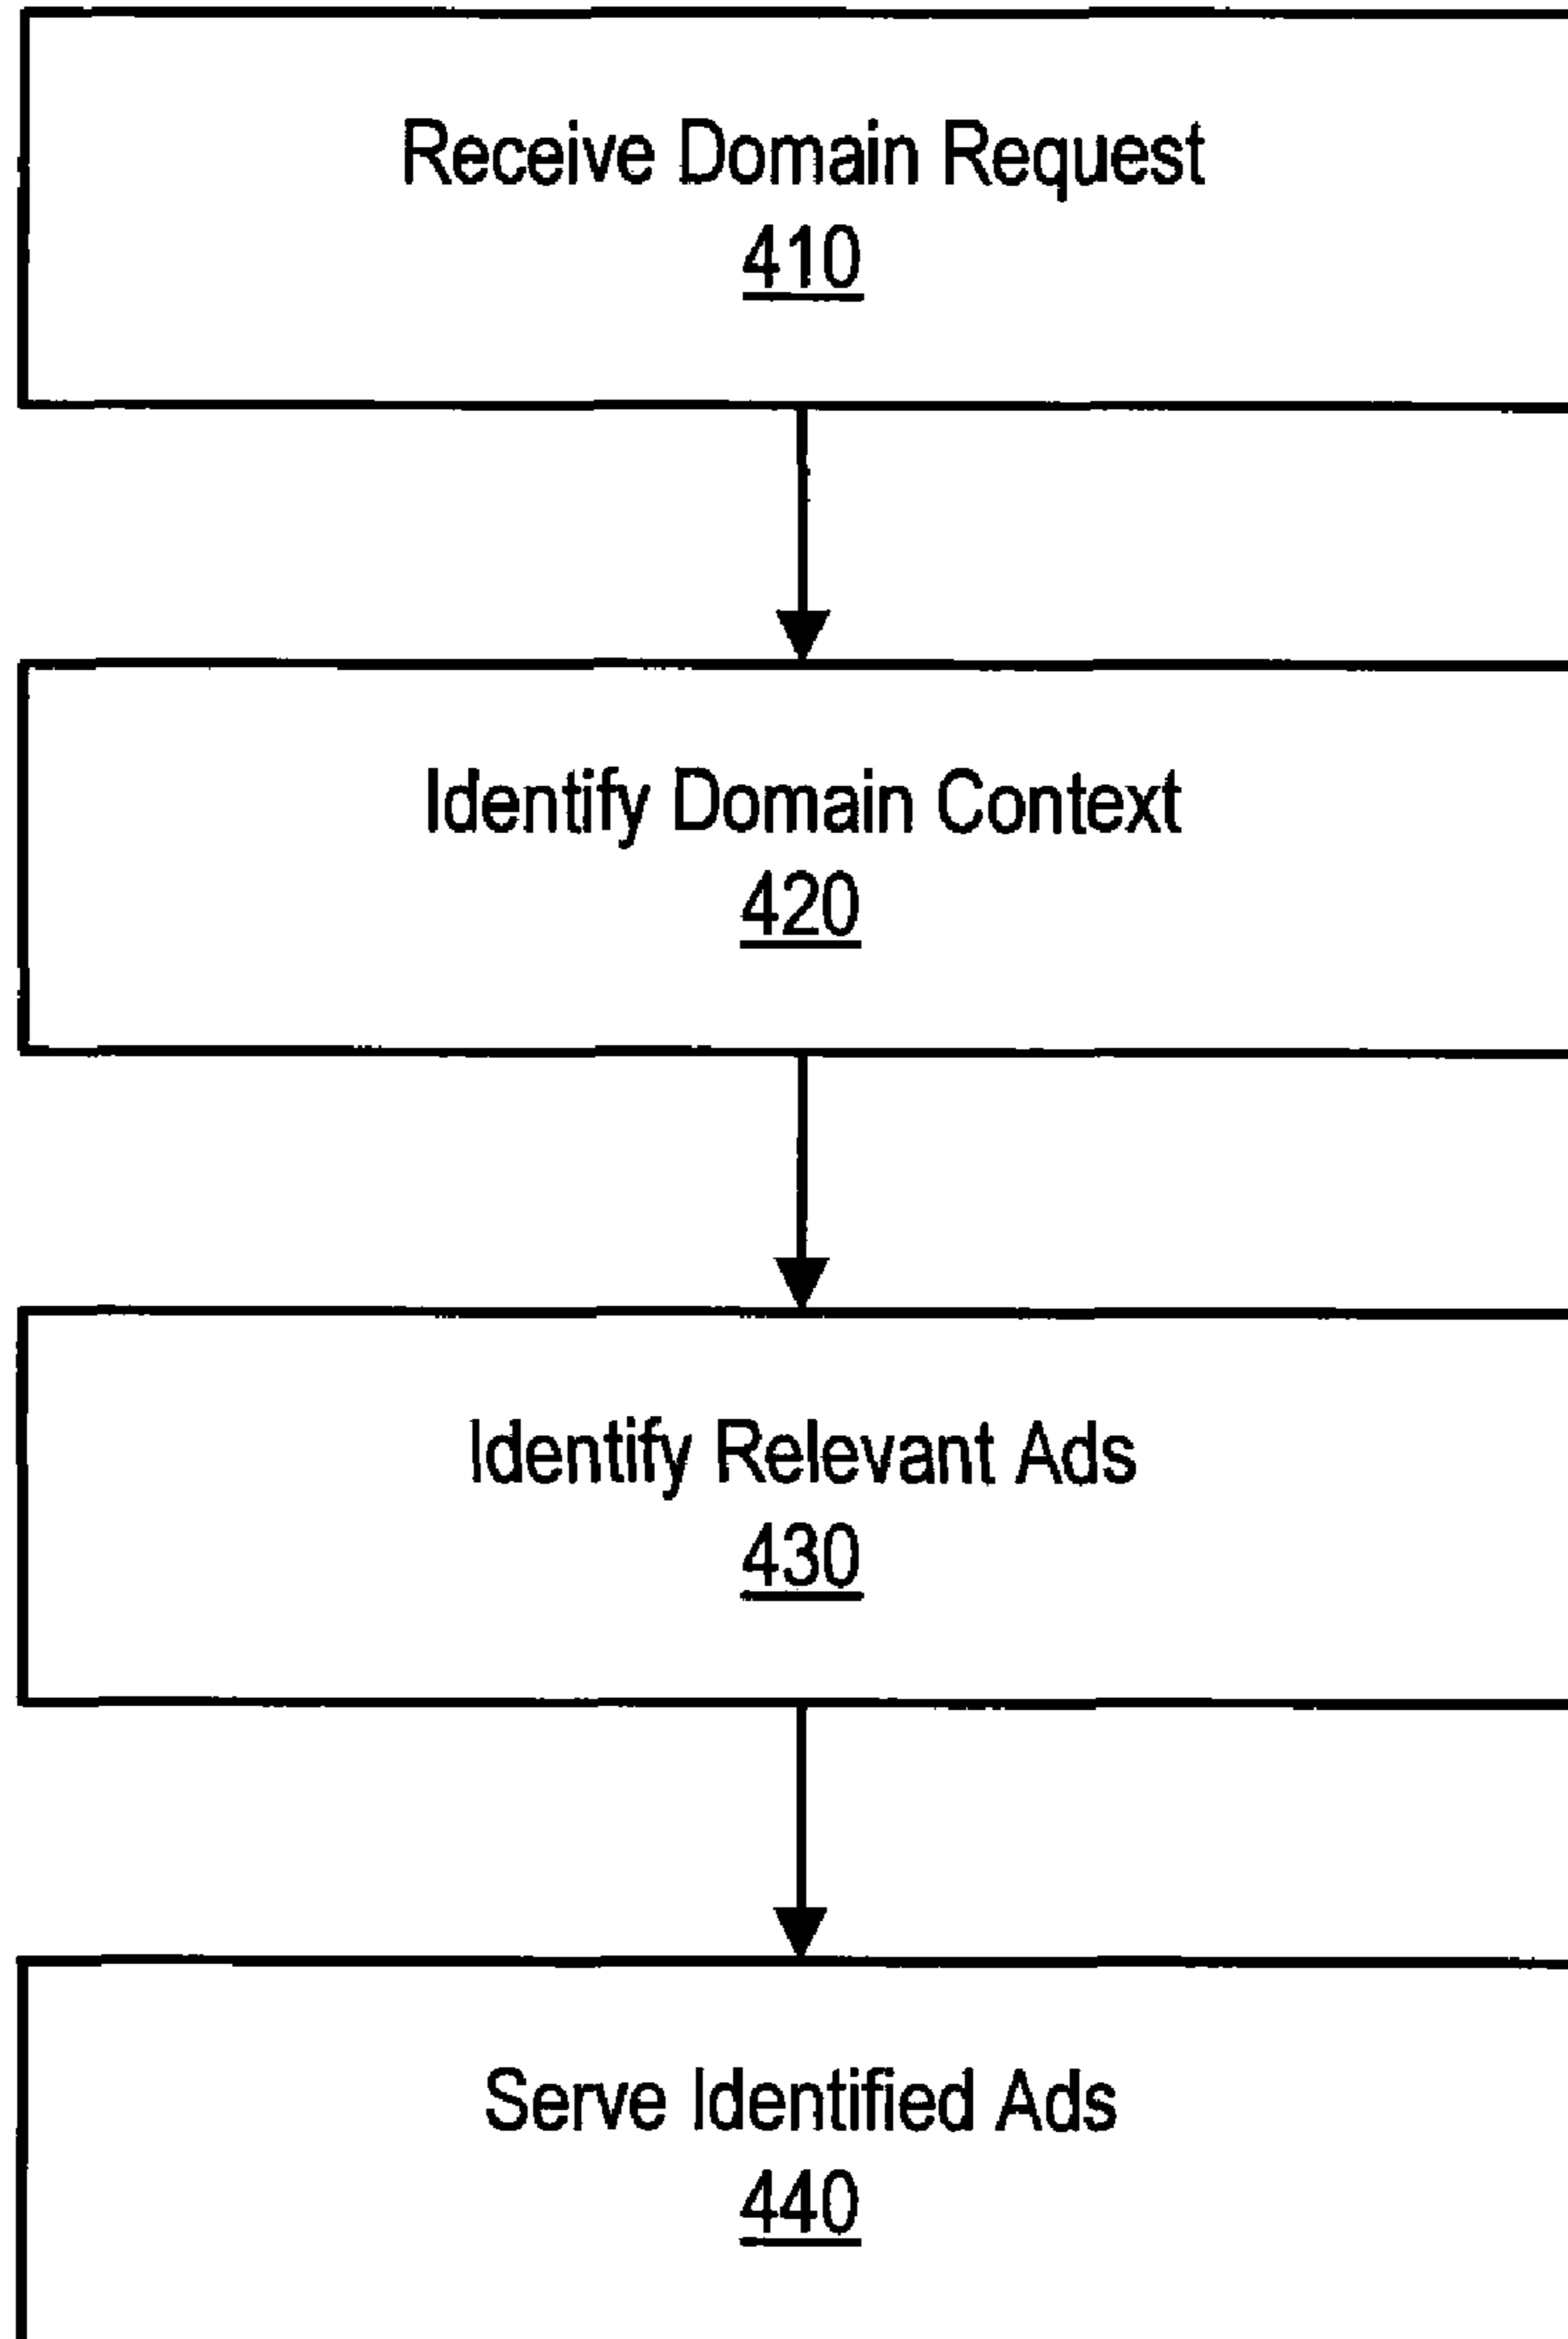 Receive Domain Request
410
Identify Domain Context
420
Identify Relevant Ads
430
Serve Identified Ads
440